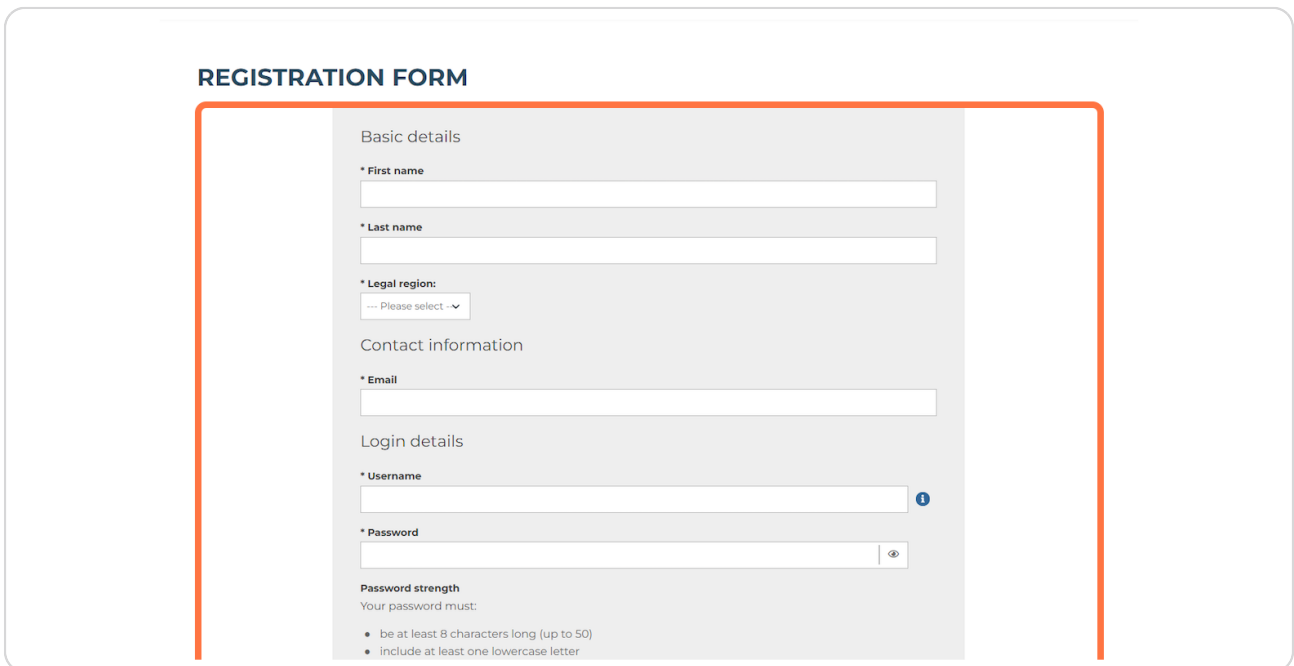 REGISTRATION FORM
Basic details
* First name
* Last name
* Legal region:
--- Please select --
Contact information
* Email
Login details
* Username
* Password
Password strength
Your password must:
• be at least 8 characters long (up to 50)
• include at least one lowercase letter